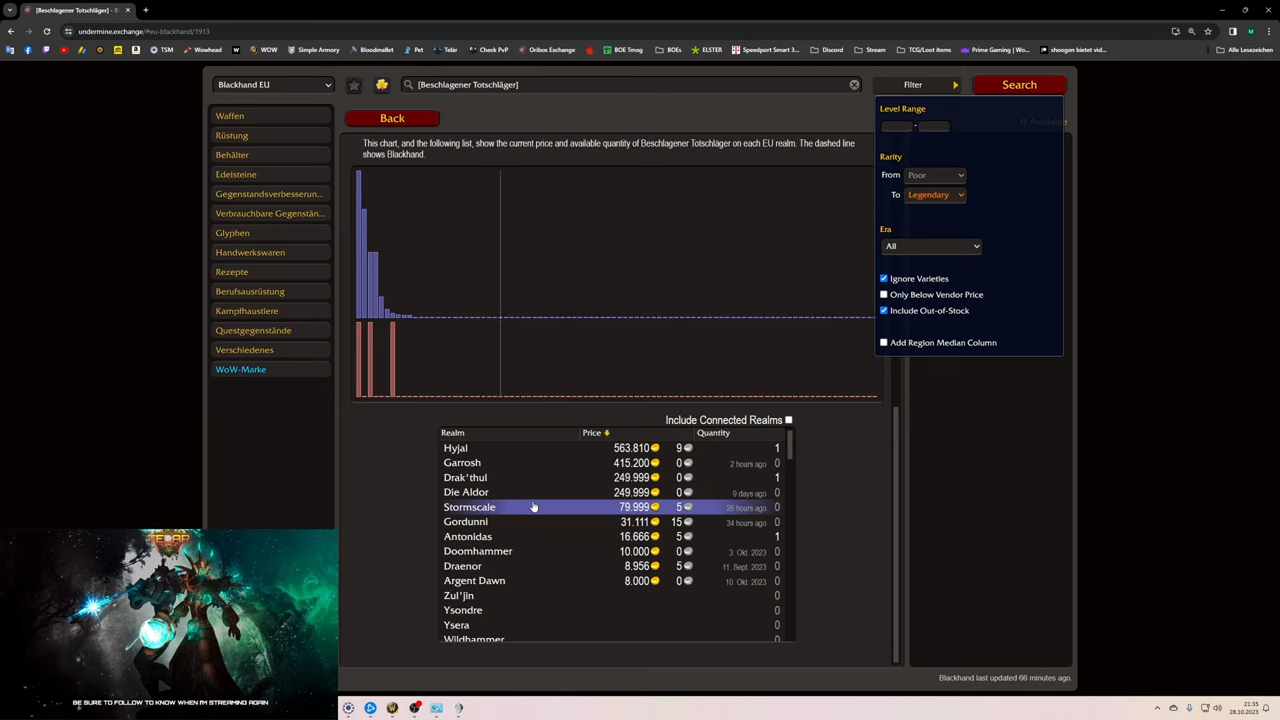 [Beschlagener Totschläger] - B
undermine.exchange/#eu-blackhand/1913
TSM
Wowhead
WOW
Simple Armory
Bloodmallet
Pet
Telár
Check PvP
Oribos Exchange
BOE Tmog
BOEs
ELSTER
Speedport Smart 3...
Discord
Stream
TCG/Loot items
Prime Gaming | Wo...
shoogen bietet vid...
Alle Lesezeichen
Blackhand EU
[Beschlagener Totschläger]
Filter
Search
Waffen
Rüstung
Behälter
Edelsteine
Gegenstandsverbesserun...
Verbrauchbare Gegenstän...
Glyphen
Handwerkswaren
Rezepte
Berufsausrüstung
Kampfhaustiere
Questgegenstände
Verschiedenes
WoW-Marke
Back
This chart, and the following list, show the current price and available quantity of Beschlagener Totschläger on each EU realm. The dashed line
shows Blackhand.
Level Range
-
0 Available
Rarity
From Poor
To Legendary
Era
All
Ignore Varieties
Only Below Vendor Price
Include Out-of-Stock
Add Region Median Column
Include Connected Realms
Realm Price Quantity
Hyjal 563.810 9 1
Garrosh 415.200 0 2 hours ago 0
Drak'thul 249.999 0 1
Die Aldor 249.999 0 9 days ago 0
Stormscale 79.999 5 26 hours ago 0
Gordunni 31.111 15 34 hours ago 0
Antonidas 16.666 5 1
Doomhammer 10.000 0 3. Okt. 2023 0
Draenor 8.956 5 11. Sept. 2023 0
Argent Dawn 8.000 0 10. Okt. 2023 0
Zul'jin 0
Ysondre 0
Ysera 0
Wildhammer 0
Blackhand last updated 66 minutes ago.
TELAR
BE SURE TO FOLLOW TO KNOW WHEN I'M STREAMING AGAIN
21:35
28.10.2023